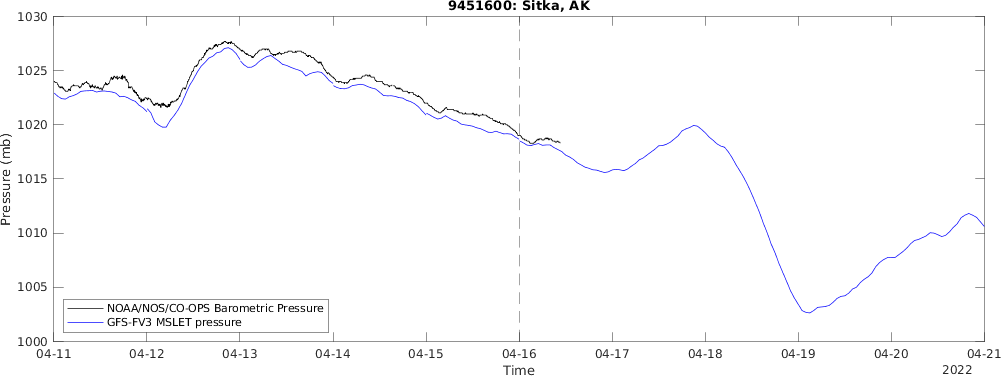 9451600: Sitka, AK
1030
1025
1020
1015
1010
1005
1000
Pressure (mb)
NOAA/NOS/CO-OPS Barometric Pressure
GFS-FV3 MSLET pressure
04-11 04-12 04-13 04-14 04-15 04-16 04-17 04-18 04-19 04-20 04-21
Time
2022